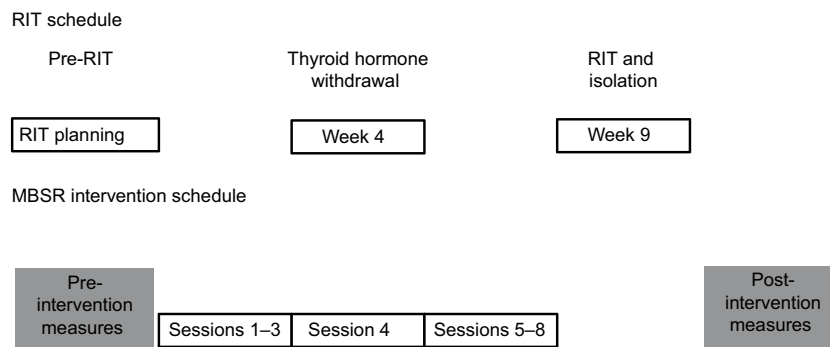 RIT schedule
Pre-RIT
Thyroid hormone
withdrawal
RIT and
isolation
RIT planning
Week 4
Week 9
MBSR intervention schedule
Pre-
intervention
measures
Sessions 1–3
Session 4
Sessions 5–8
Post-
intervention
measures